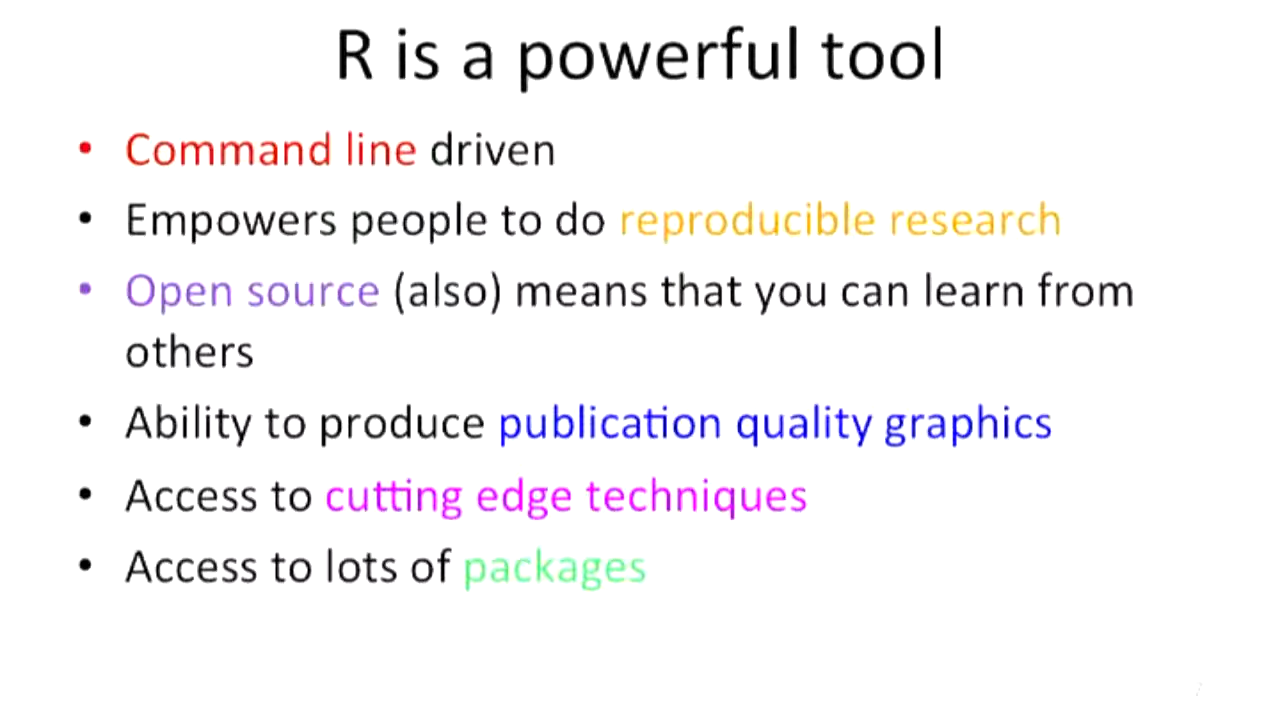 R is a powerful tool
• Command line driven
• Empowers people to do reproducible research
• Open source (also) means that you can learn from
others
• Ability to produce publication quality graphics
• Access to cutting edge techniques
• Access to lots of packages
7